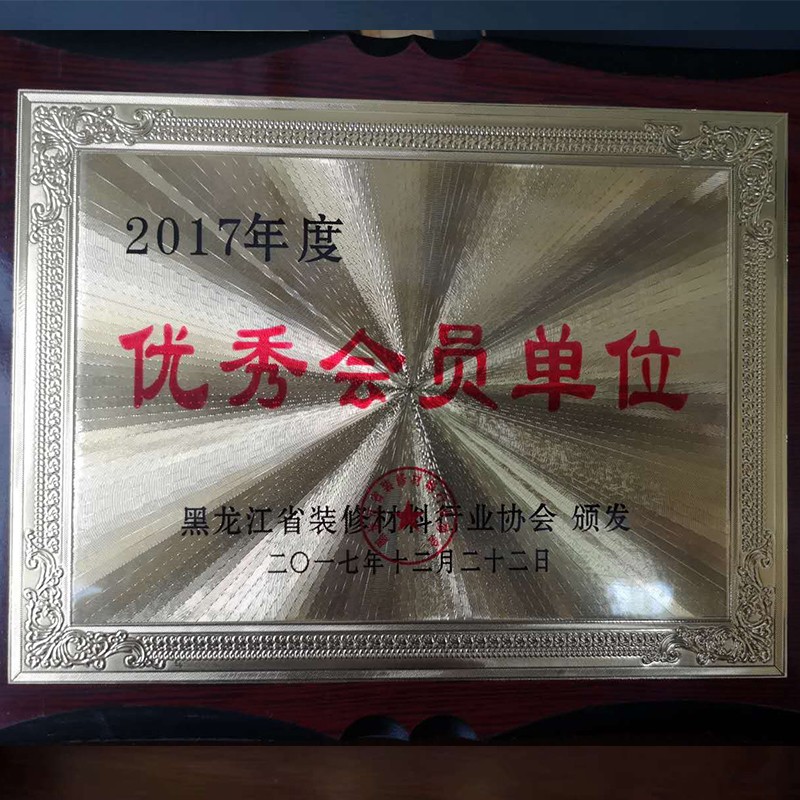 2017年度
优秀会员单位
黑龙江省装修材料行业协会 颁发
二〇一七年十二月二十二日